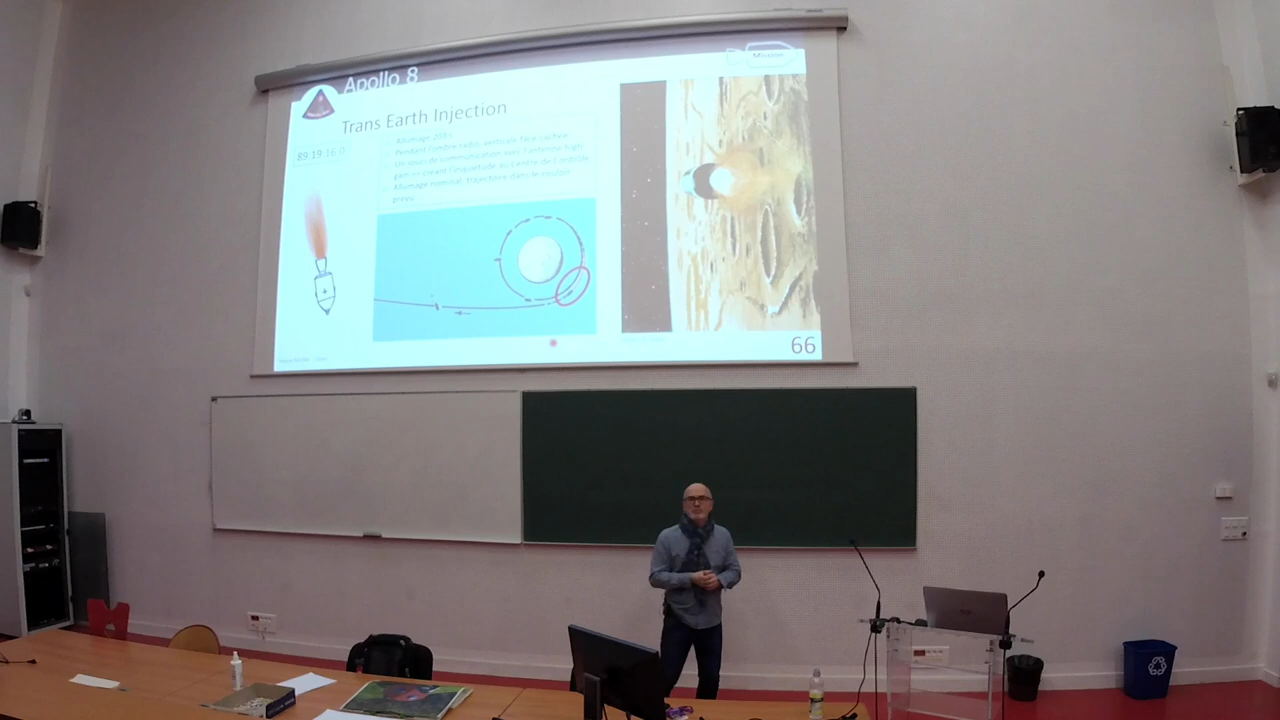 Apollo 8
Mission
Trans Earth Injection
89:19:16.0
Allumage 203 s
Pendant l'ombre radio, verticale face cachée
Un souci de communication avec l'antenne high
gain => créant l'inquiétude au Centre de Contrôle
Allumage nominal, trajectoire dans le couloir
prévu
66